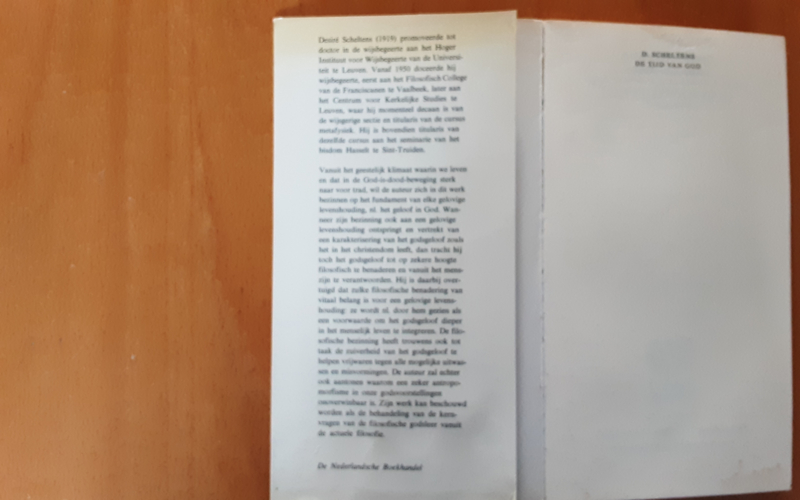 Desiré Scheltens (1919) promoveerde tot
doctor in de wijsbegeerte aan het Hoger
Instituut voor Wijsbegeerte van de Universi-
teit te Leuven. Vanaf 1950 doceerde hij
wijsbegeerte, eerst aan het Filosofisch College
van de Franciscanen te Vaalbeek, later aan
het Centrum voor Kerkelijke Studies te
Leuven, waar hij momenteel decaan is van
de wijsgerige sectie en titularis van de cursus
metafysiek. Hij is bovendien titularis van
dezelfde cursus aan het seminarie van het
bisdom Hasselt te Sint-Truiden.
Vanuit het geestelijk klimaat waarin we leven
en dat in de God-is-dood-beweging sterk
naar voor trad, wil de auteur zich in dit werk
bezinnen op het fundament van elke gelovige
levenshouding, nl. het geloof in God. Wan-
neer zijn bezinning ook aan een gelovige
levenshouding ontspringt en vertrekt van
een karakterisering van het godsgeloof zoals
het in het christendom leeft, dan tracht hij
toch het godsgeloof tot op zekere hoogte
filosofisch te benaderen en vanuit het mens-
zijn te verantwoorden. Hij is daarbij over-
tuigd dat zulke filosofische benadering van
vitaal belang is voor een gelovige levens-
houding: ze wordt nl. door hem gezien als
een voorwaarde om het godsgeloof dieper
in het menselijk leven te integreren. De filo-
sofische bezinning heeft trouwens ook tot
taak de zuiverheid van het godsgeloof te
helpen vrijwaren tegen alle mogelijke uitwas-
sen en misvormingen. De auteur zal echter
ook aantonen waarom een zeker antropo-
morfisme in onze godsvoorstellingen
onoverwinbaar is. Zijn werk kan beschouwd
worden als de behandeling van de kern-
vragen van de filosofische godsleer vanuit
de actuele filosofie.
De Nederlandsche Boekhandel
D. SCHELTENS
DE TIJD VAN GOD